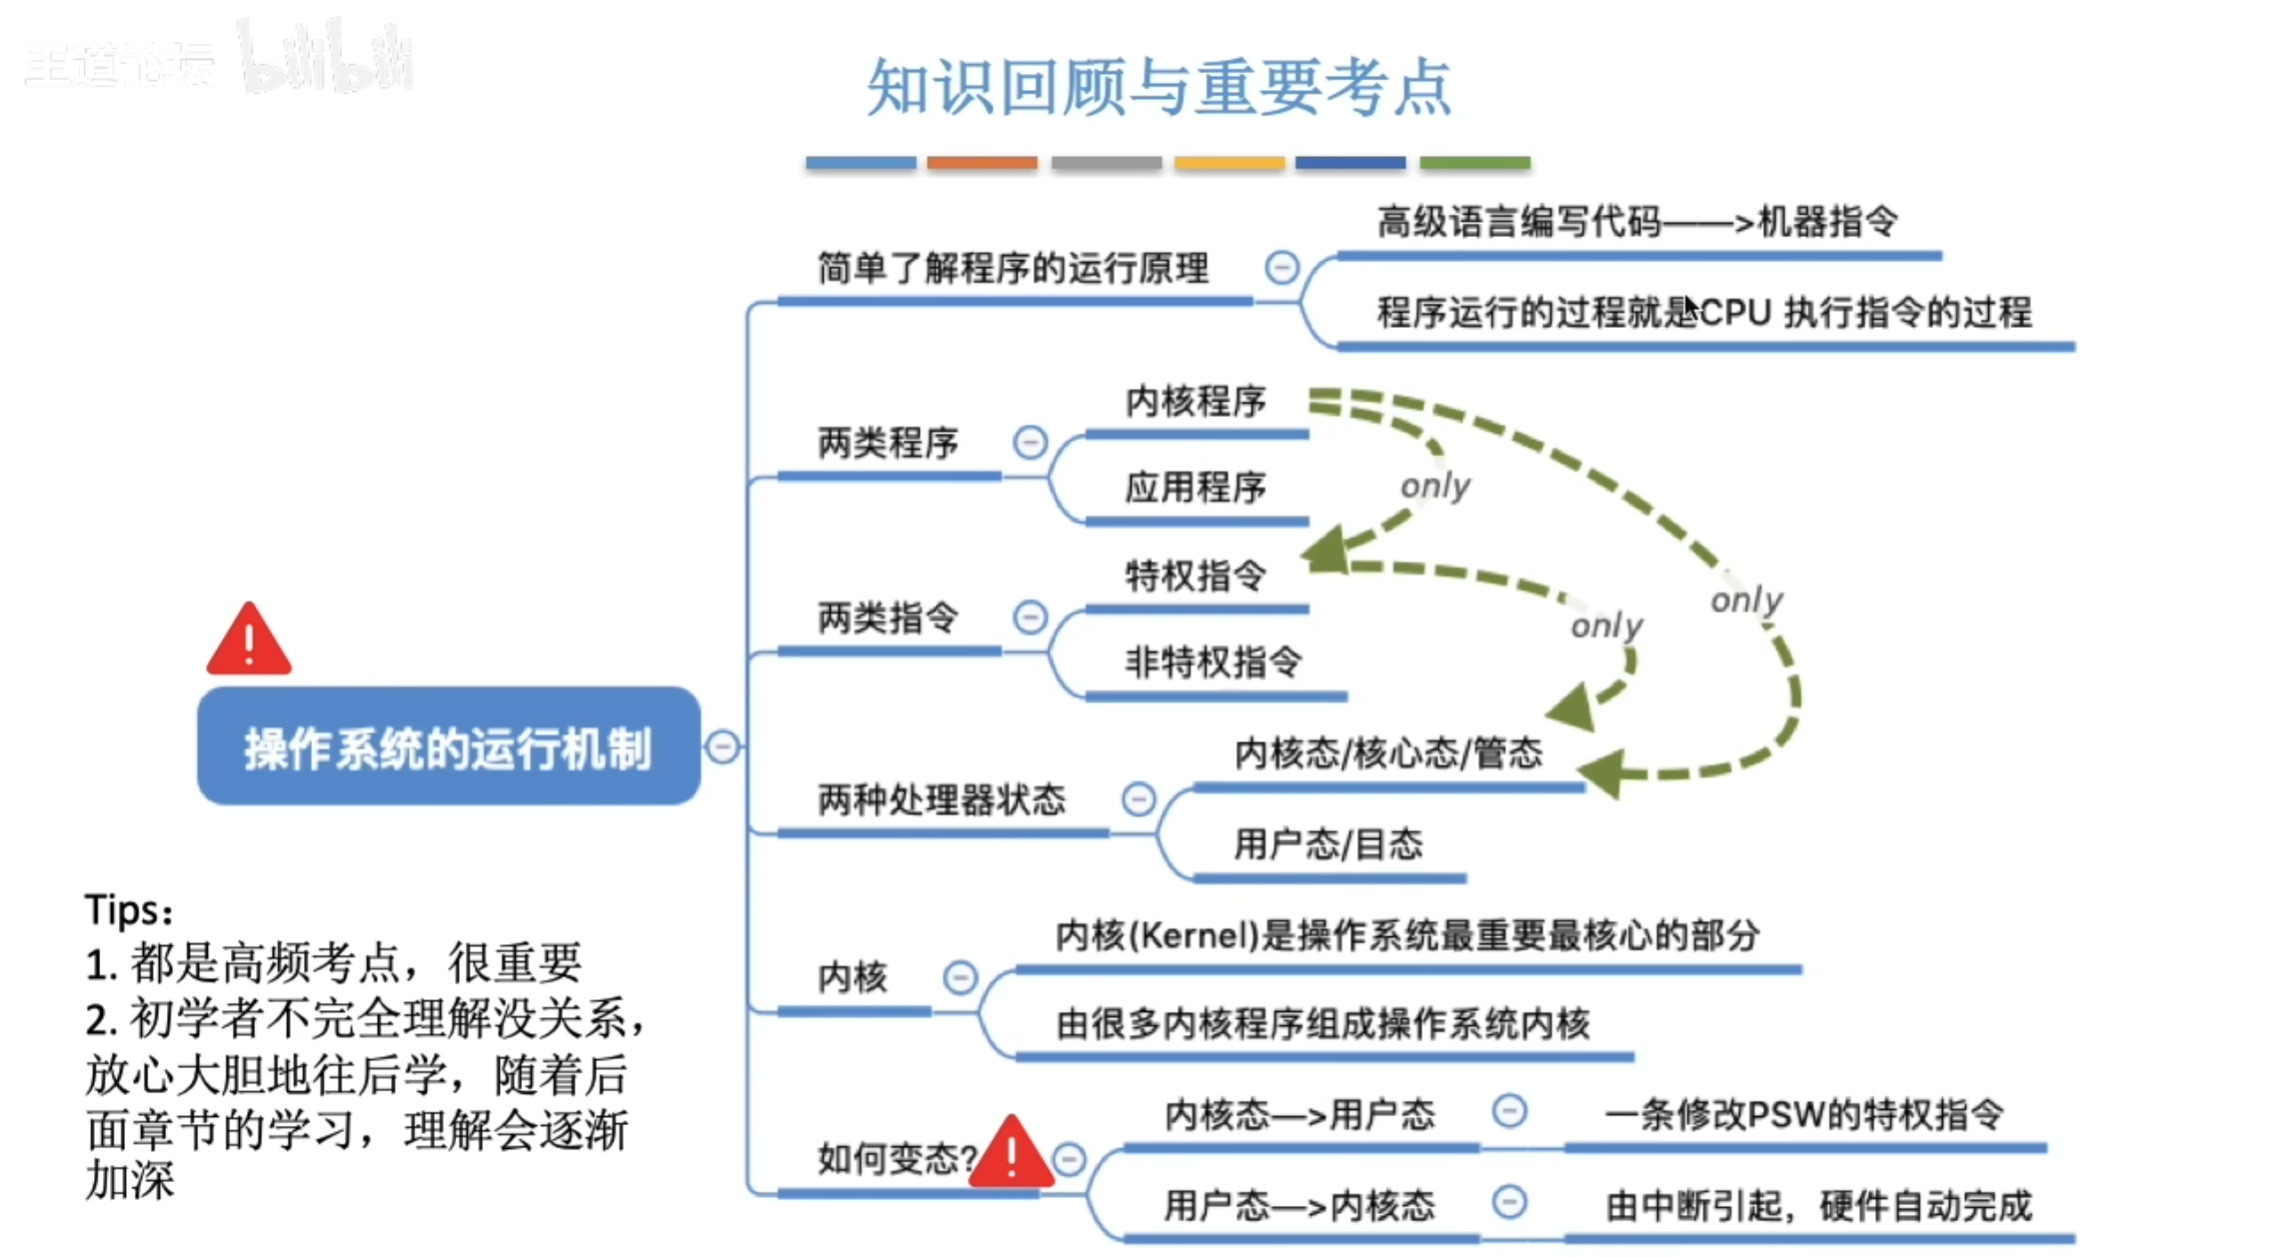 王道论坛 bilibili
知识回顾与重要考点
高级语言编写代码——>机器指令
简单了解程序的运行原理
程序运行的过程就是CPU 执行指令的过程
内核程序
两类程序
应用程序
only
特权指令
only
only
两类指令
非特权指令
操作系统的运行机制
内核态/核心态/管态
两种处理器状态
用户态/目态
内核(Kernel)是操作系统最重要最核心的部分
内核
由很多内核程序组成操作系统内核
内核态—>用户态
一条修改PSW的特权指令
如何变态?
用户态—>内核态
由中断引起，硬件自动完成
Tips：
1. 都是高频考点，很重要
2. 初学者不完全理解没关系，
放心大胆地往后学，随着后
面章节的学习，理解会逐渐
加深